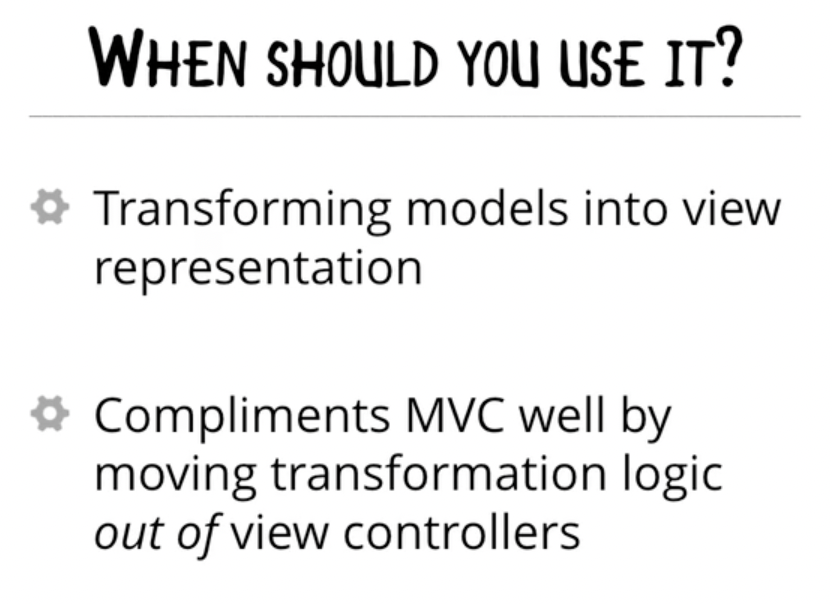 WHEN SHOULD YOU USE IT?
Transforming models into view
representation
Compliments MVC well by
moving transformation logic
out of view controllers